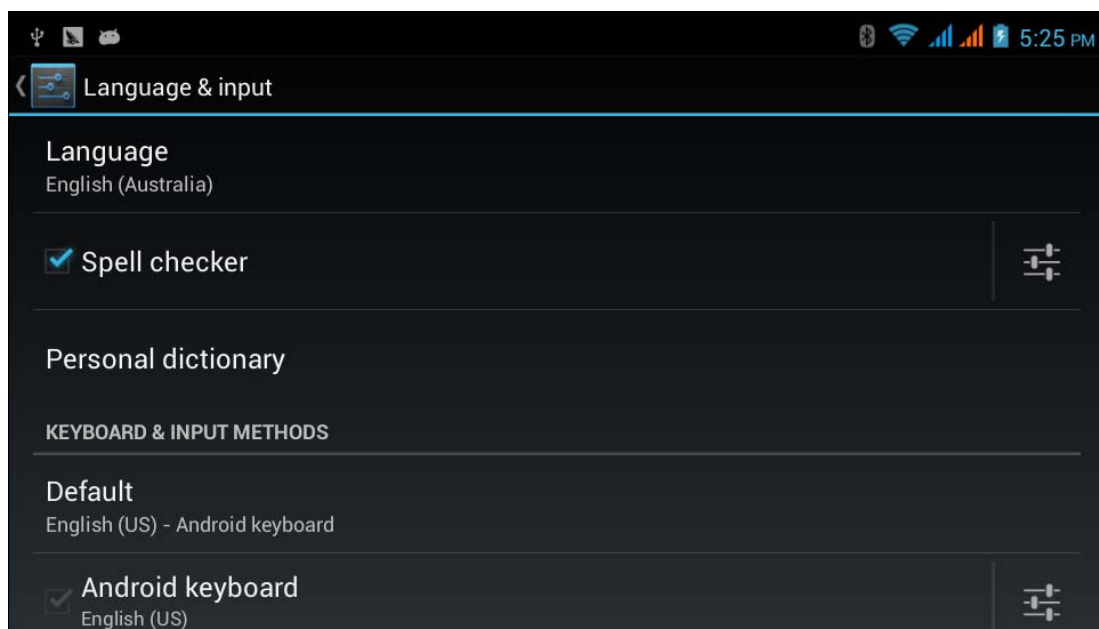 5:25 PM
Language & input
Language
English (Australia)
Spell checker
Personal dictionary
KEYBOARD & INPUT METHODS
Default
English (US) - Android keyboard
Android keyboard
English (US)